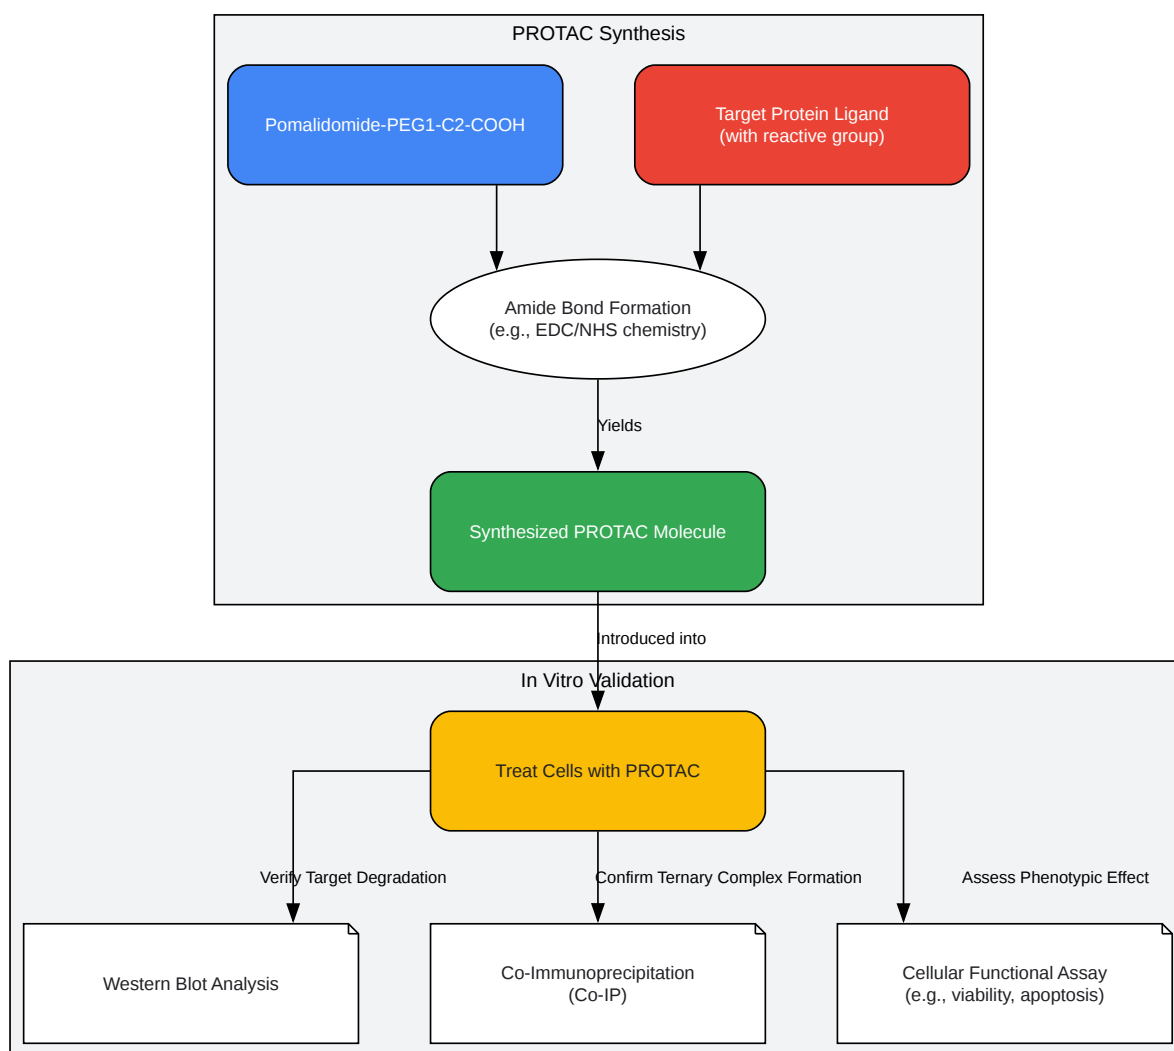 PROTAC Synthesis
Pomalidomide-PEG1-C2-COOH
Target Protein Ligand
(with reactive group)
Amide Bond Formation
(e.g., EDC/NHS chemistry)
Yields
Synthesized PROTAC Molecule
Introduced into
In Vitro Validation
Treat Cells with PROTAC
Verify Target Degradation
Confirm Ternary Complex Formation
Assess Phenotypic Effect
Western Blot Analysis
Co-Immunoprecipitation
(Co-IP)
Cellular Functional Assay
(e.g., viability, apoptosis)